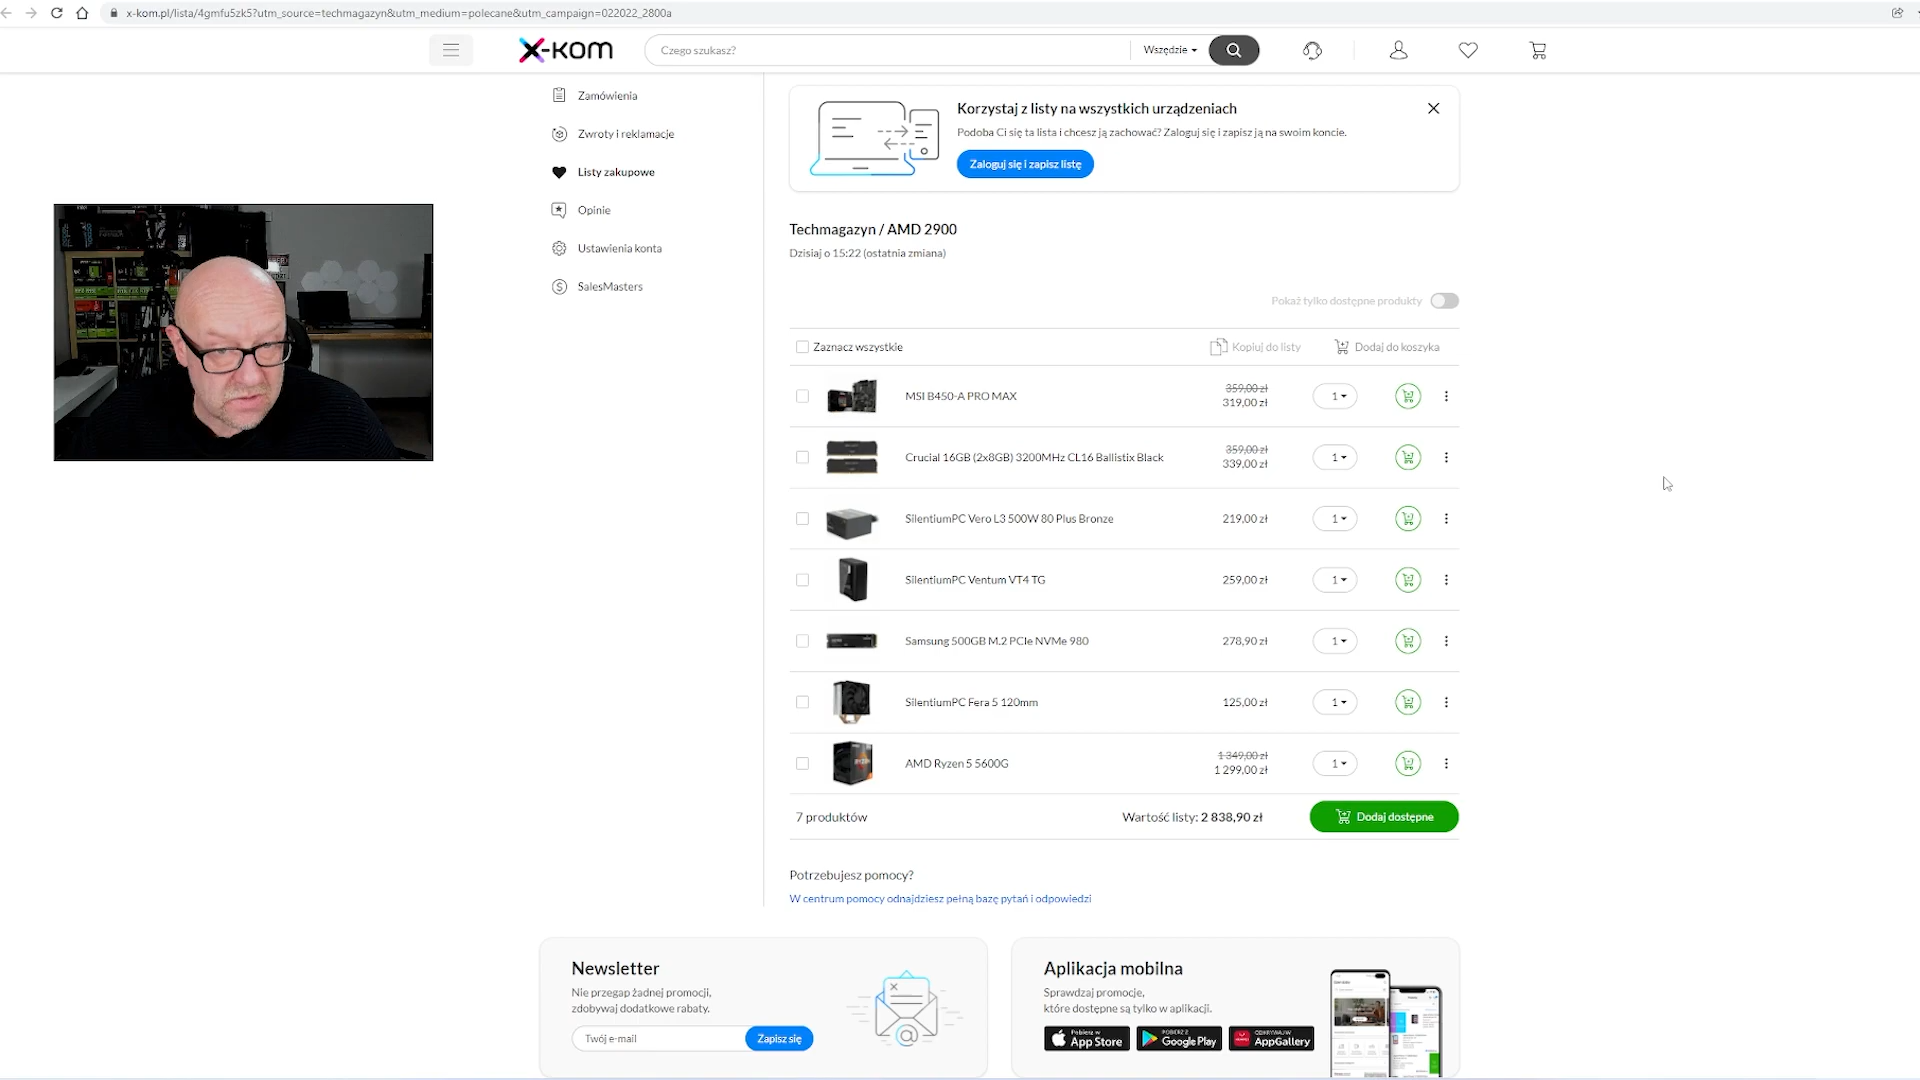 x-kom.pl/lista/4gmfu5zk5?utm_source=techmagazyn&utm_medium=polecane&utm_campaign=022022_2800a
x-kom
Czego szukasz?
Wszędzie
Zamówienia
Zwroty i reklamacje
Listy zakupowe
Opinie
Ustawienia konta
SalesMasters
Korzystaj z listy na wszystkich urządzeniach
Podoba Ci się ta lista i chcesz ją zachować? Zaloguj się i zapisz ją na swoim koncie.
Zaloguj się i zapisz listę
Techmagazyn / AMD 2900
Dzisiaj o 15:22 (ostatnia zmiana)
Pokaż tylko dostępne produkty
Zaznacz wszystkie
Kopiuj do listy
Dodaj do koszyka
359,00 zł
MSI B450-A PRO MAX
319,00 zł
1
359,00 zł
Crucial 16GB (2x8GB) 3200MHz CL16 Ballistix Black
339,00 zł
1
SilentiumPC Vero L3 500W 80 Plus Bronze
219,00 zł
1
SilentiumPC Ventum VT4 TG
259,00 zł
1
Samsung 500GB M.2 PCIe NVMe 980
278,90 zł
1
SilentiumPC Fera 5 120mm
125,00 zł
1
1 349,00 zł
AMD Ryzen 5 5600G
1 299,00 zł
1
7 produktów
Wartość listy: 2 838,90 zł
Dodaj dostępne
Potrzebujesz pomocy?
W centrum pomocy odnajdziesz pełną bazę pytań i odpowiedzi
Newsletter
Nie przegap żadnej promocji,
zdobywaj dodatkowe rabaty.
Twój e-mail
Zapisz się
Aplikacja mobilna
Sprawdzaj promocje,
które dostępne są tylko w aplikacji.
Pobierz w
App Store
POBIERZ Z
Google Play
ODKRYWAJ W
AppGallery